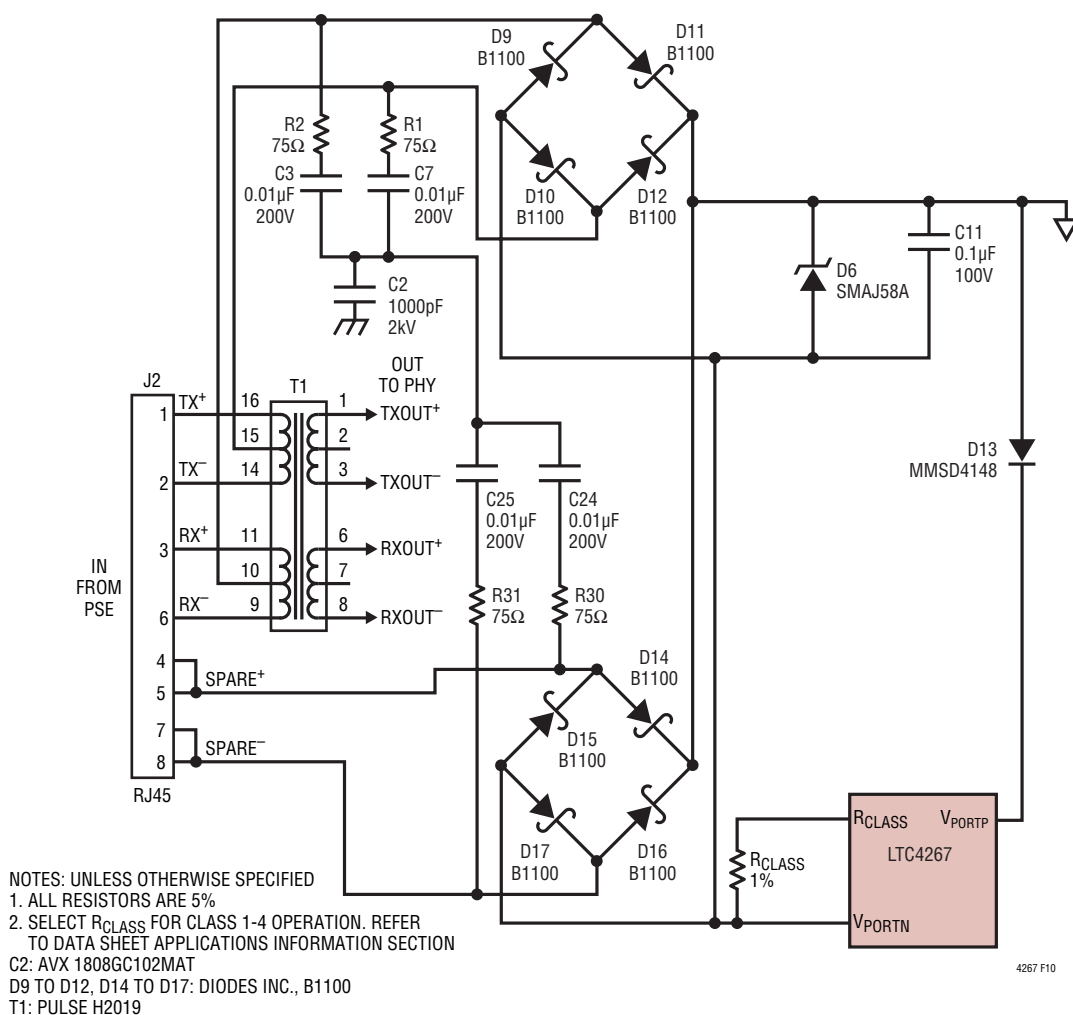 D9
B1100
D11
B1100
R2
75Ω
R1
75Ω
C3
0.01µF
200V
C7
0.01µF
200V
D10
B1100
D12
B1100
C11
0.1µF
100V
D6
SMAJ58A
C2
1000pF
2kV
J2
T1
OUT
TO PHY
1 TX+ 16 1 TXOUT+
15 2
2 TX– 14 3 TXOUT–
3 RX+ 11 6 RXOUT+
10 7
6 RX– 9 8 RXOUT–
IN
FROM
PSE
4
5 SPARE+
7
8 SPARE–
RJ45
D13
MMSD4148
C25
0.01µF
200V
C24
0.01µF
200V
R31
75Ω
R30
75Ω
D14
B1100
D15
B1100
D17
B1100
D16
B1100
RCLASS
1%
RCLASS VPORTP
LTC4267
VPORTN
NOTES: UNLESS OTHERWISE SPECIFIED
1. ALL RESISTORS ARE 5%
2. SELECT RCLASS FOR CLASS 1-4 OPERATION. REFER
TO DATA SHEET APPLICATIONS INFORMATION SECTION
C2: AVX 1808GC102MAT
D9 TO D12, D14 TO D17: DIODES INC., B1100
T1: PULSE H2019
4267 F10